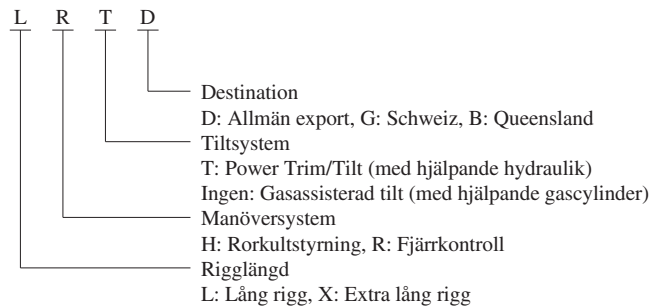 L R T D
Destination
D: Allmän export, G: Schweiz, B: Queensland
Tiltsystem
T: Power Trim/Tilt (med hjälpande hydraulik)
Ingen: Gasassisterad tilt (med hjälpande gascylinder)
Manöversystem
H: Rorkultstyrning, R: Fjärrkontroll
Rigglängd
L: Lång rigg, X: Extra lång rigg